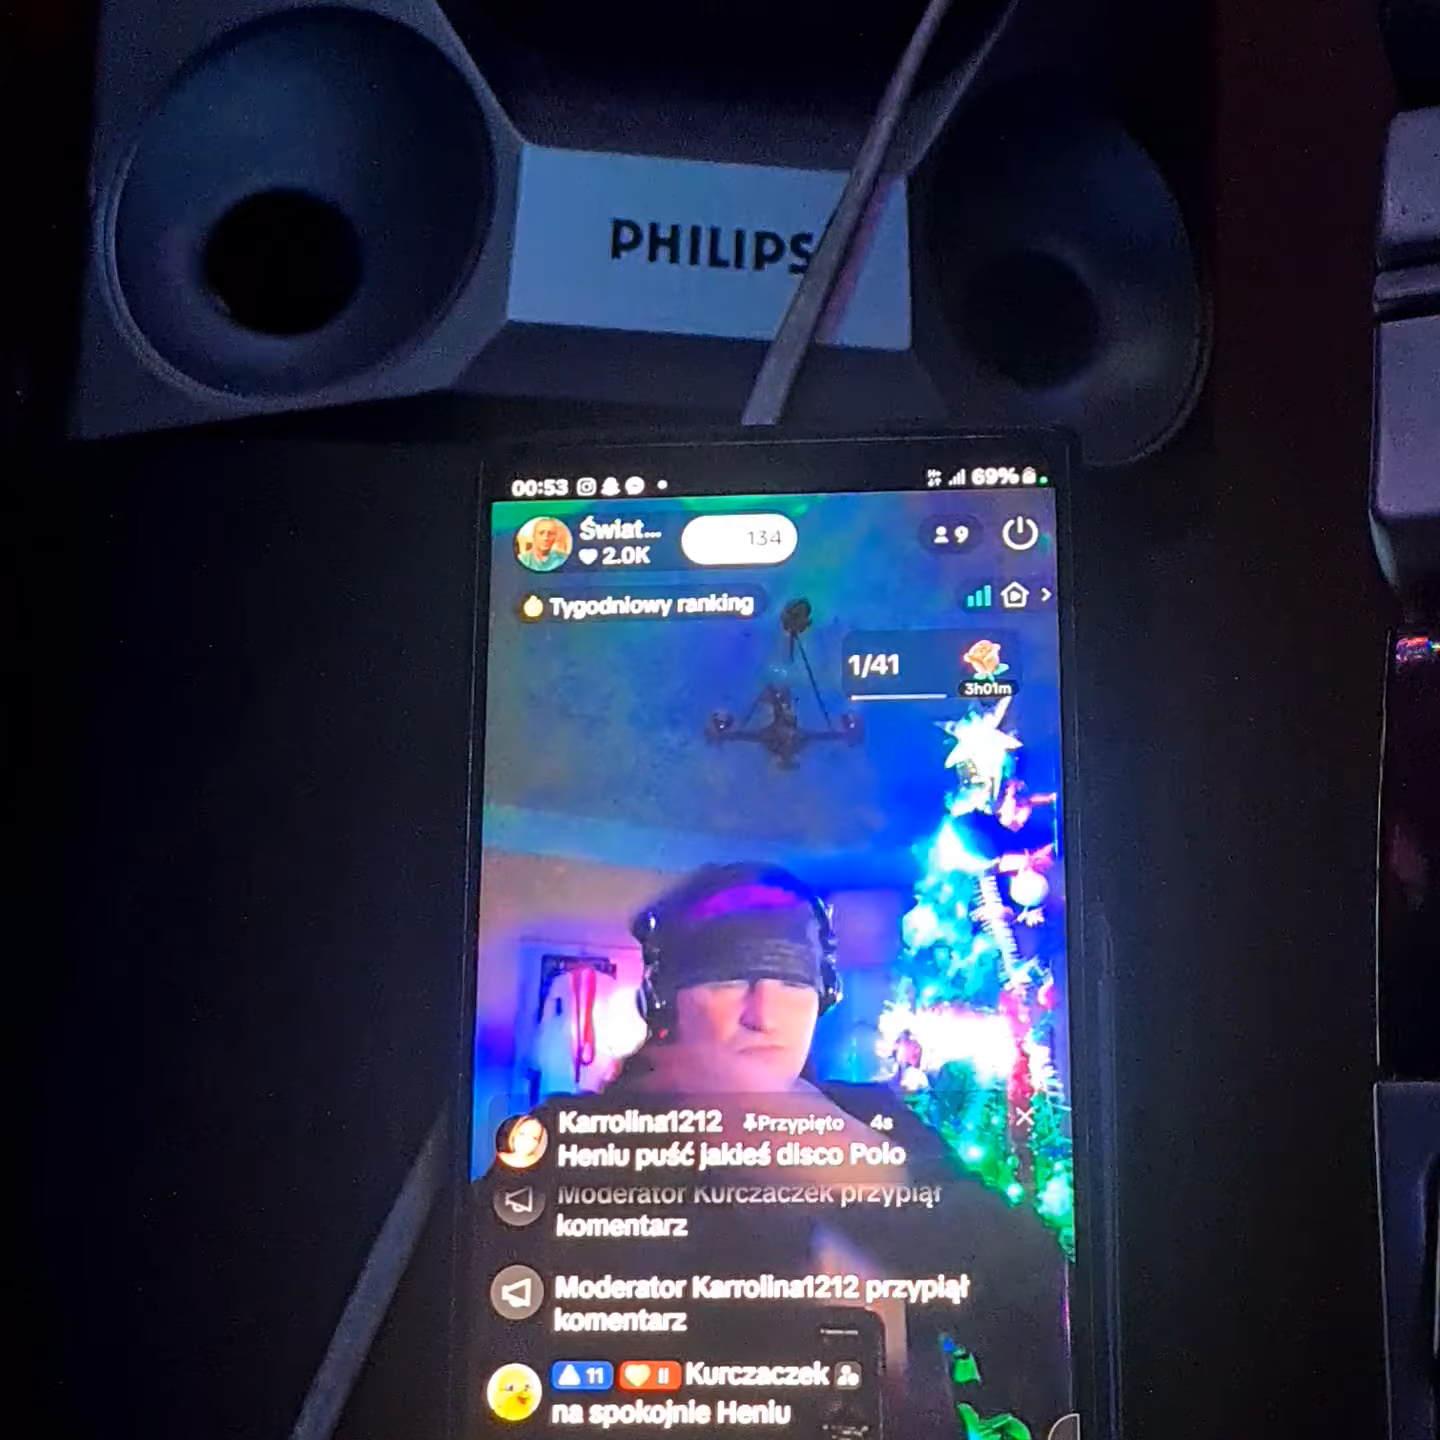 PHILIPS
00:53
69%
Świat...
2.0K
134
9
Tygodniowy ranking
1/41
3h01m
Karrolina1212 Przypięto 4s
Heniu puść jakieś disco Polo
Moderator Kurczaczek przypiął
komentarz
Moderator Karrolina1212 przypiął
komentarz
11 II Kurczaczek
na spokojnie Heniu